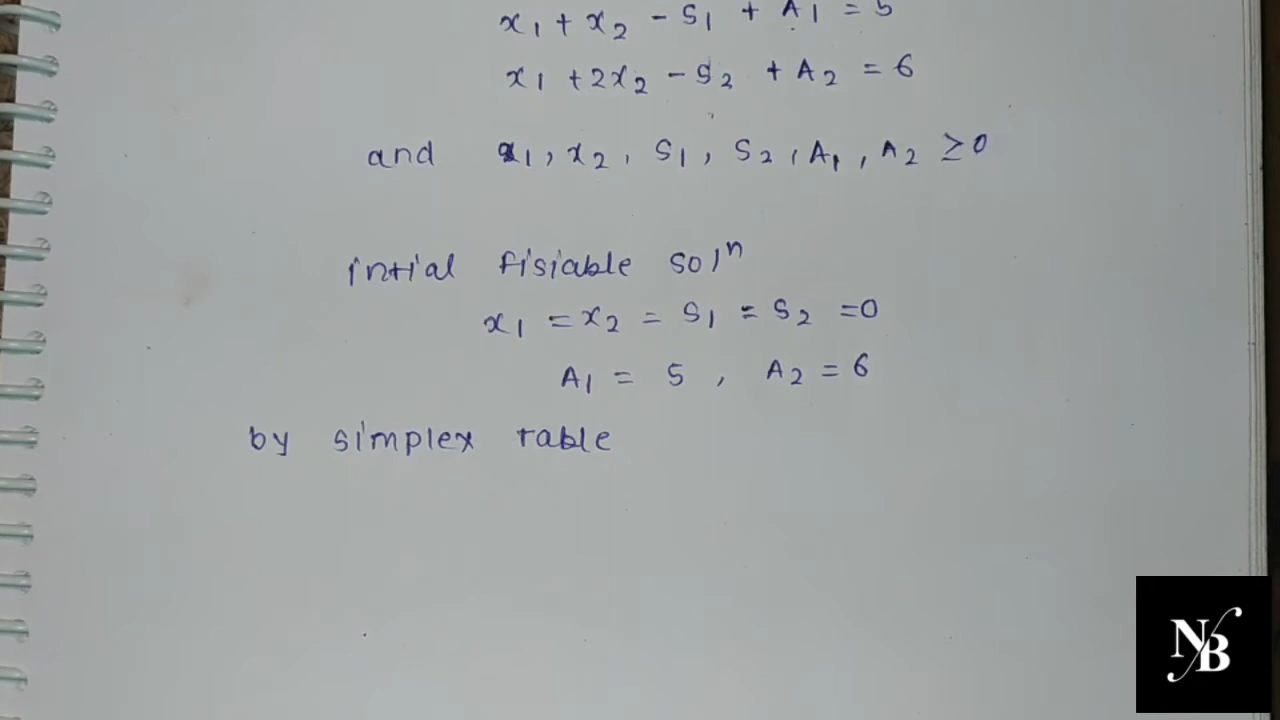 x1 + x2 - S1 + A1 = 5
x1 + 2x2 - S2 + A2 = 6
and x1, x2, S1, S2, A1, A2 ≥ 0
intial fisiable solⁿ
x1 = x2 = S1 = S2 = 0
A1 = 5, A2 = 6
by simplex table
NB